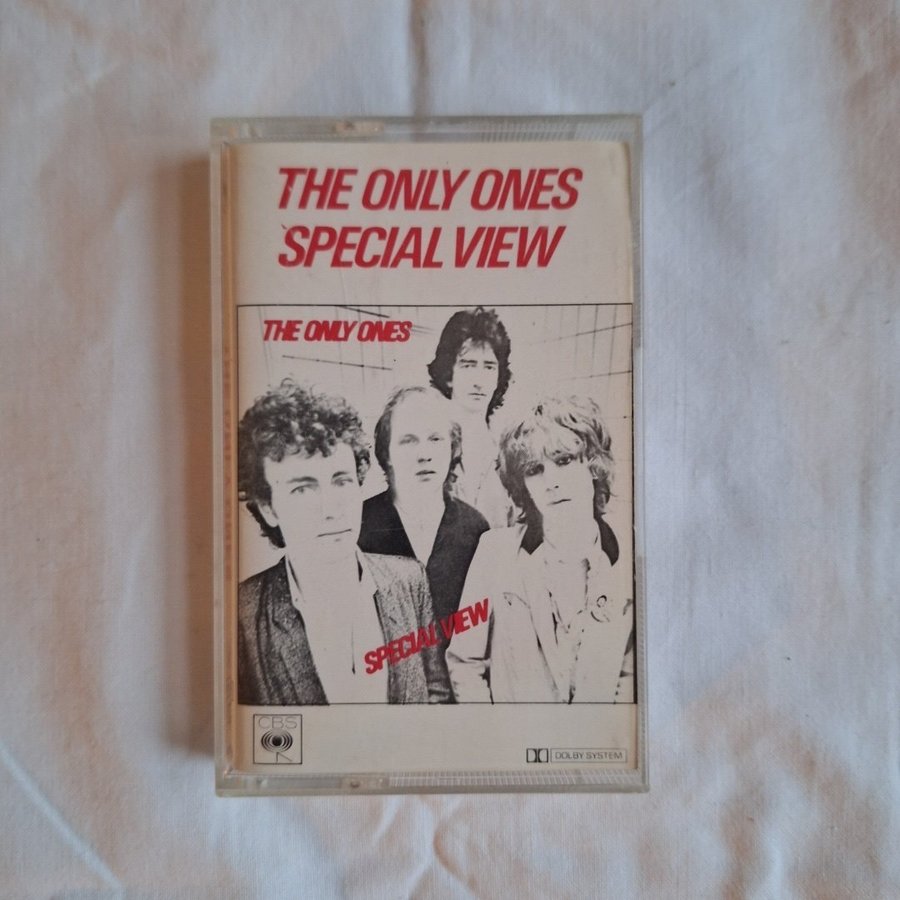 THE ONLY ONES
SPECIAL VIEW
THE ONLY ONES
SPECIAL VIEW
CBS
DOLBY SYSTEM